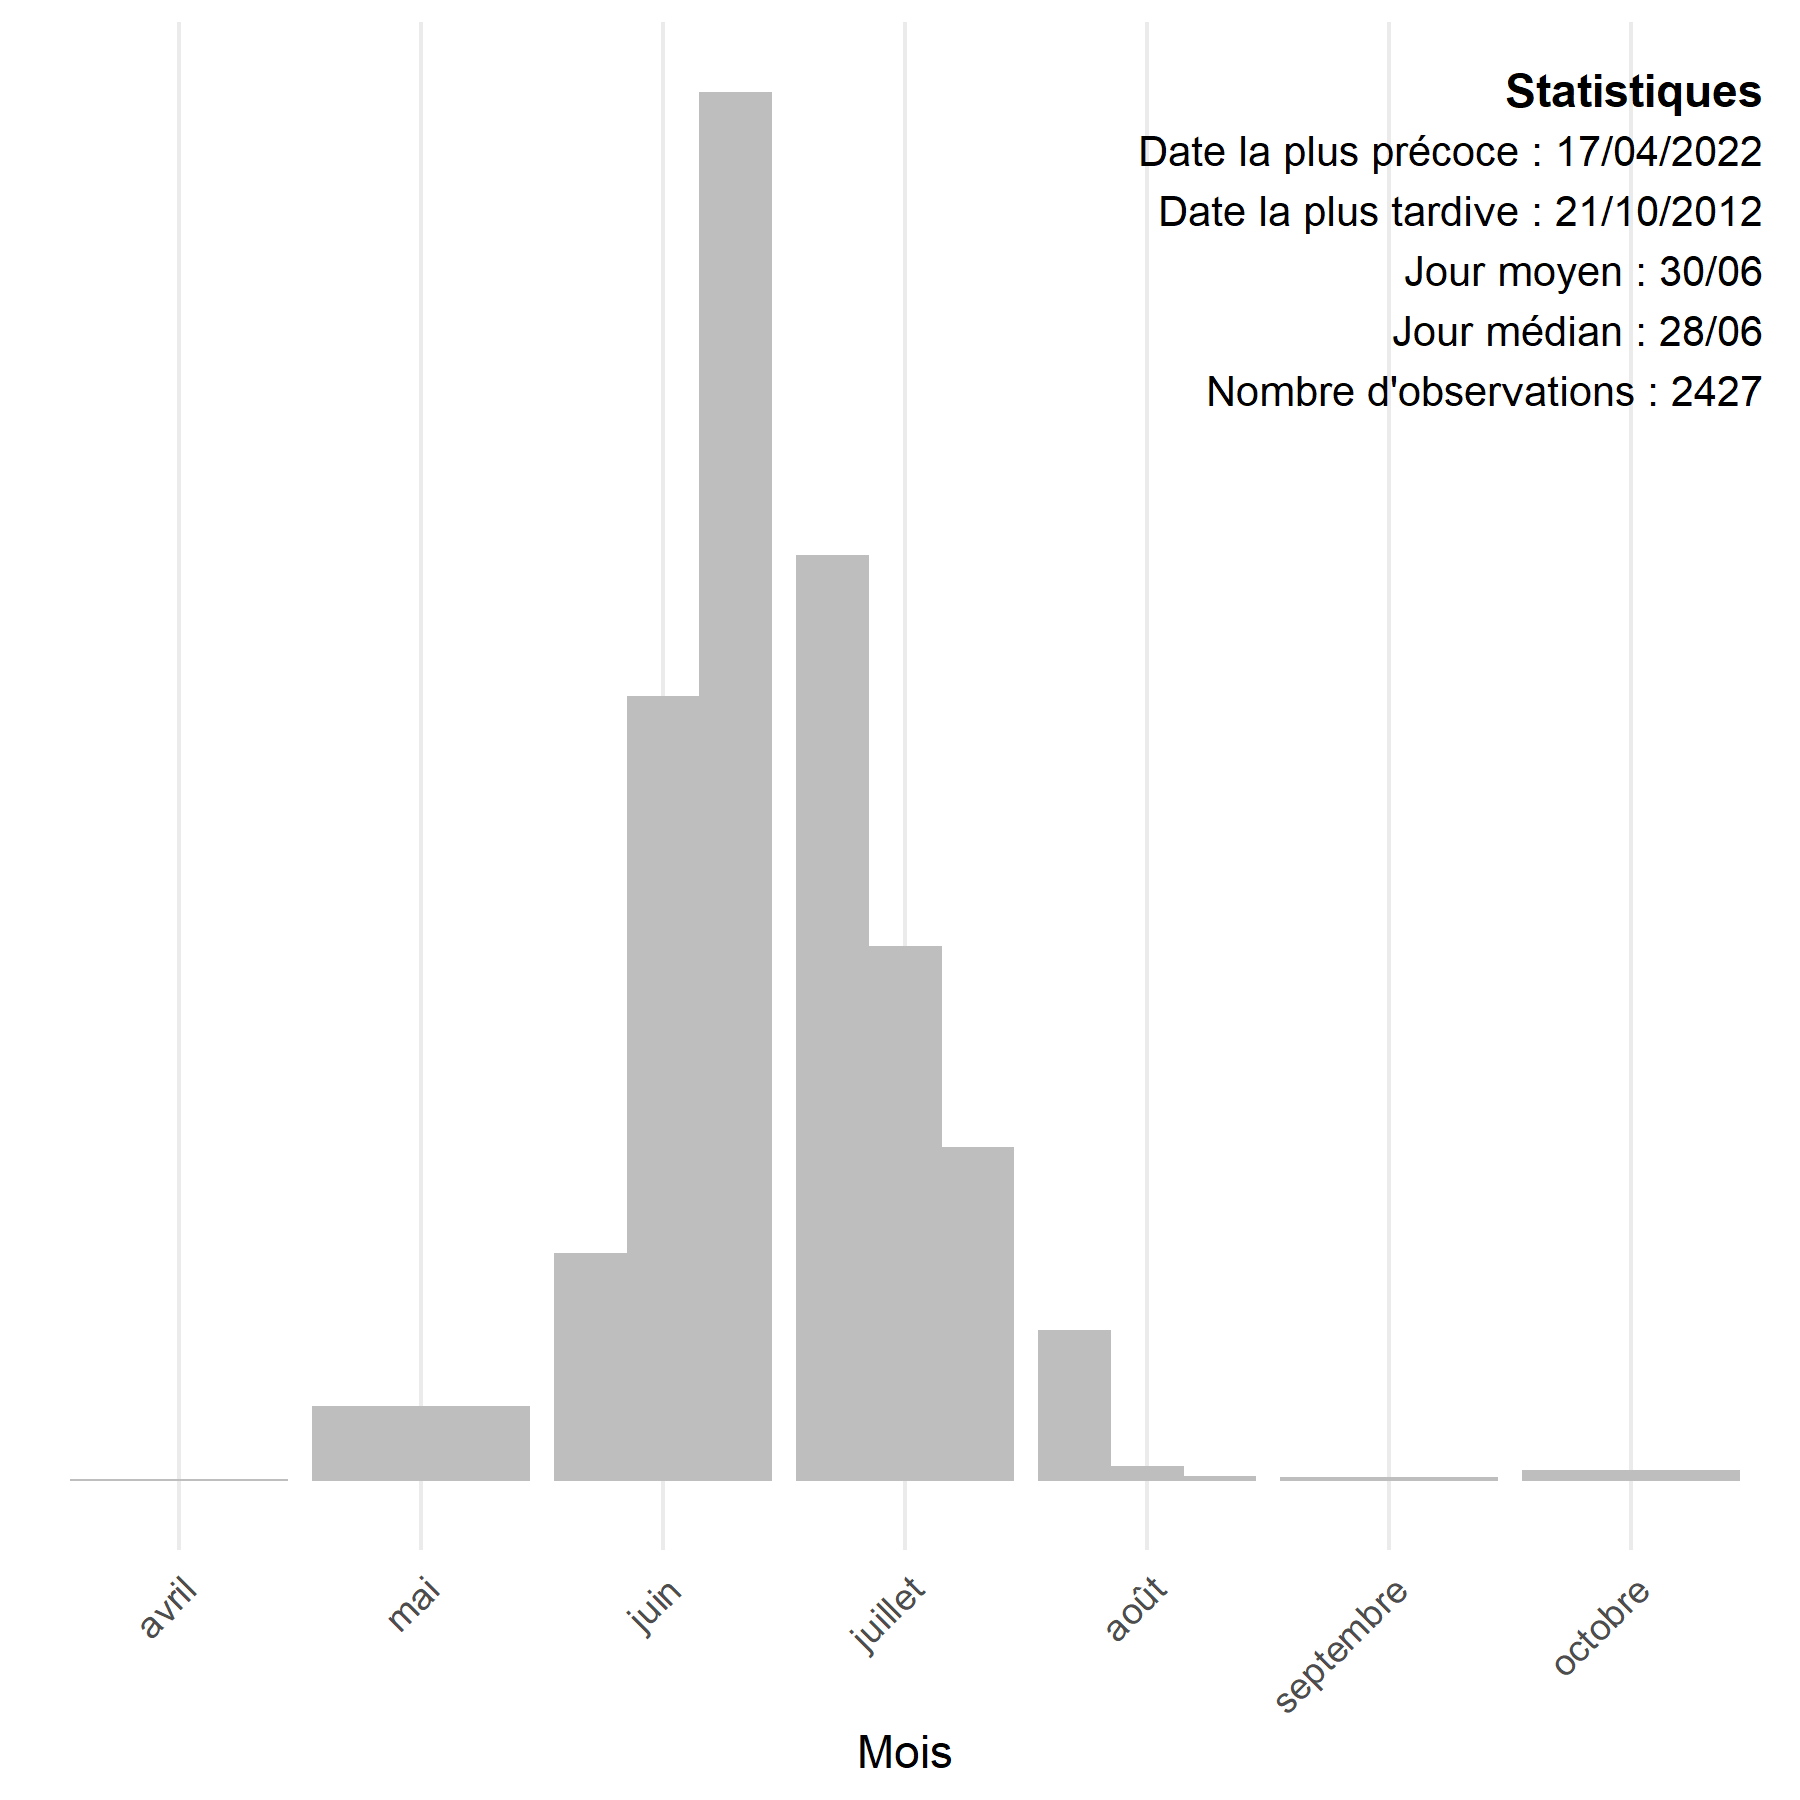 Statistiques
Date la plus précoce : 17/04/2022
Date la plus tardive : 21/10/2012
Jour moyen : 30/06
Jour médian : 28/06
Nombre d'observations : 2427
avril
mai
juin
juillet
août
septembre
octobre
Mois